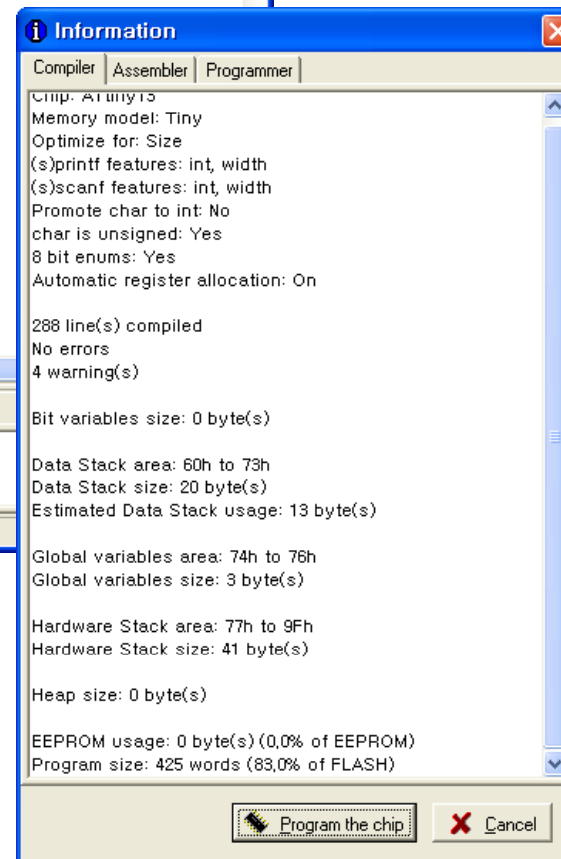 Information
Compiler
Assembler
Programmer
Chip: ATtiny13
Memory model: Tiny
Optimize for: Size
(s)printf features: int, width
(s)scanf features: int, width
Promote char to int: No
char is unsigned: Yes
8 bit enums: Yes
Automatic register allocation: On
288 line(s) compiled
No errors
4 warning(s)
Bit variables size: 0 byte(s)
Data Stack area: 60h to 73h
Data Stack size: 20 byte(s)
Estimated Data Stack usage: 13 byte(s)
Global variables area: 74h to 76h
Global variables size: 3 byte(s)
Hardware Stack area: 77h to 9Fh
Hardware Stack size: 41 byte(s)
Heap size: 0 byte(s)
EEPROM usage: 0 byte(s) (0,0% of EEPROM)
Program size: 425 words (83,0% of FLASH)
Program the chip
Cancel